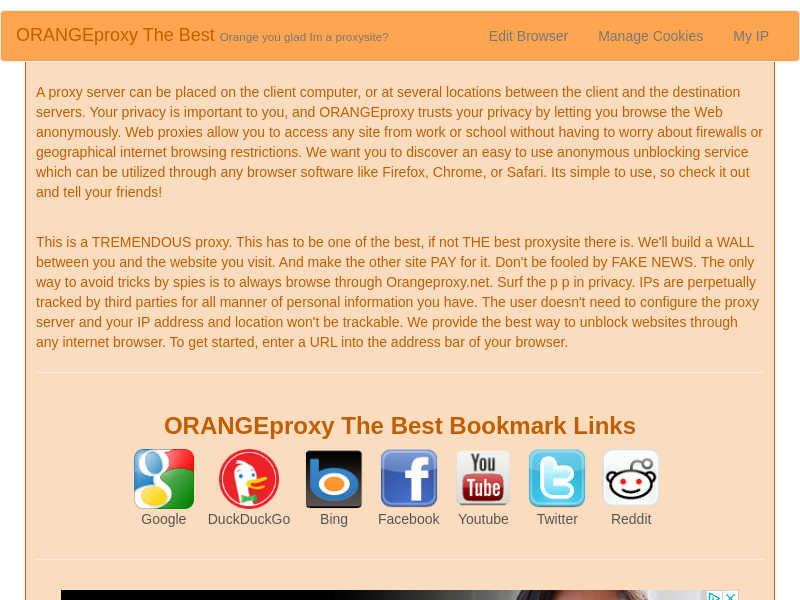 ORANGEproxy The Best Orange you glad Im a proxysite? Edit Browser Manage Cookies My IP
A proxy server can be placed on the client computer, or at several locations between the client and the destination
servers. Your privacy is important to you, and ORANGEproxy trusts your privacy by letting you browse the Web
anonymously. Web proxies allow you to access any site from work or school without having to worry about firewalls or
geographical internet browsing restrictions. We want you to discover an easy to use anonymous unblocking service
which can be utilized through any browser software like Firefox, Chrome, or Safari. Its simple to use, so check it out
and tell your friends!
This is a TREMENDOUS proxy. This has to be one of the best, if not THE best proxysite there is. We'll build a WALL
between you and the website you visit. And make the other site PAY for it. Don't be fooled by FAKE NEWS. The only
way to avoid tricks by spies is to always browse through Orangeproxy.net. Surf the p p in privacy. IPs are perpetually
tracked by third parties for all manner of personal information you have. The user doesn't need to configure the proxy
server and your IP address and location won't be trackable. We provide the best way to unblock websites through
any internet browser. To get started, enter a URL into the address bar of your browser.
ORANGEproxy The Best Bookmark Links
You
Tube
Google DuckDuckGo Bing Facebook Youtube Twitter Reddit